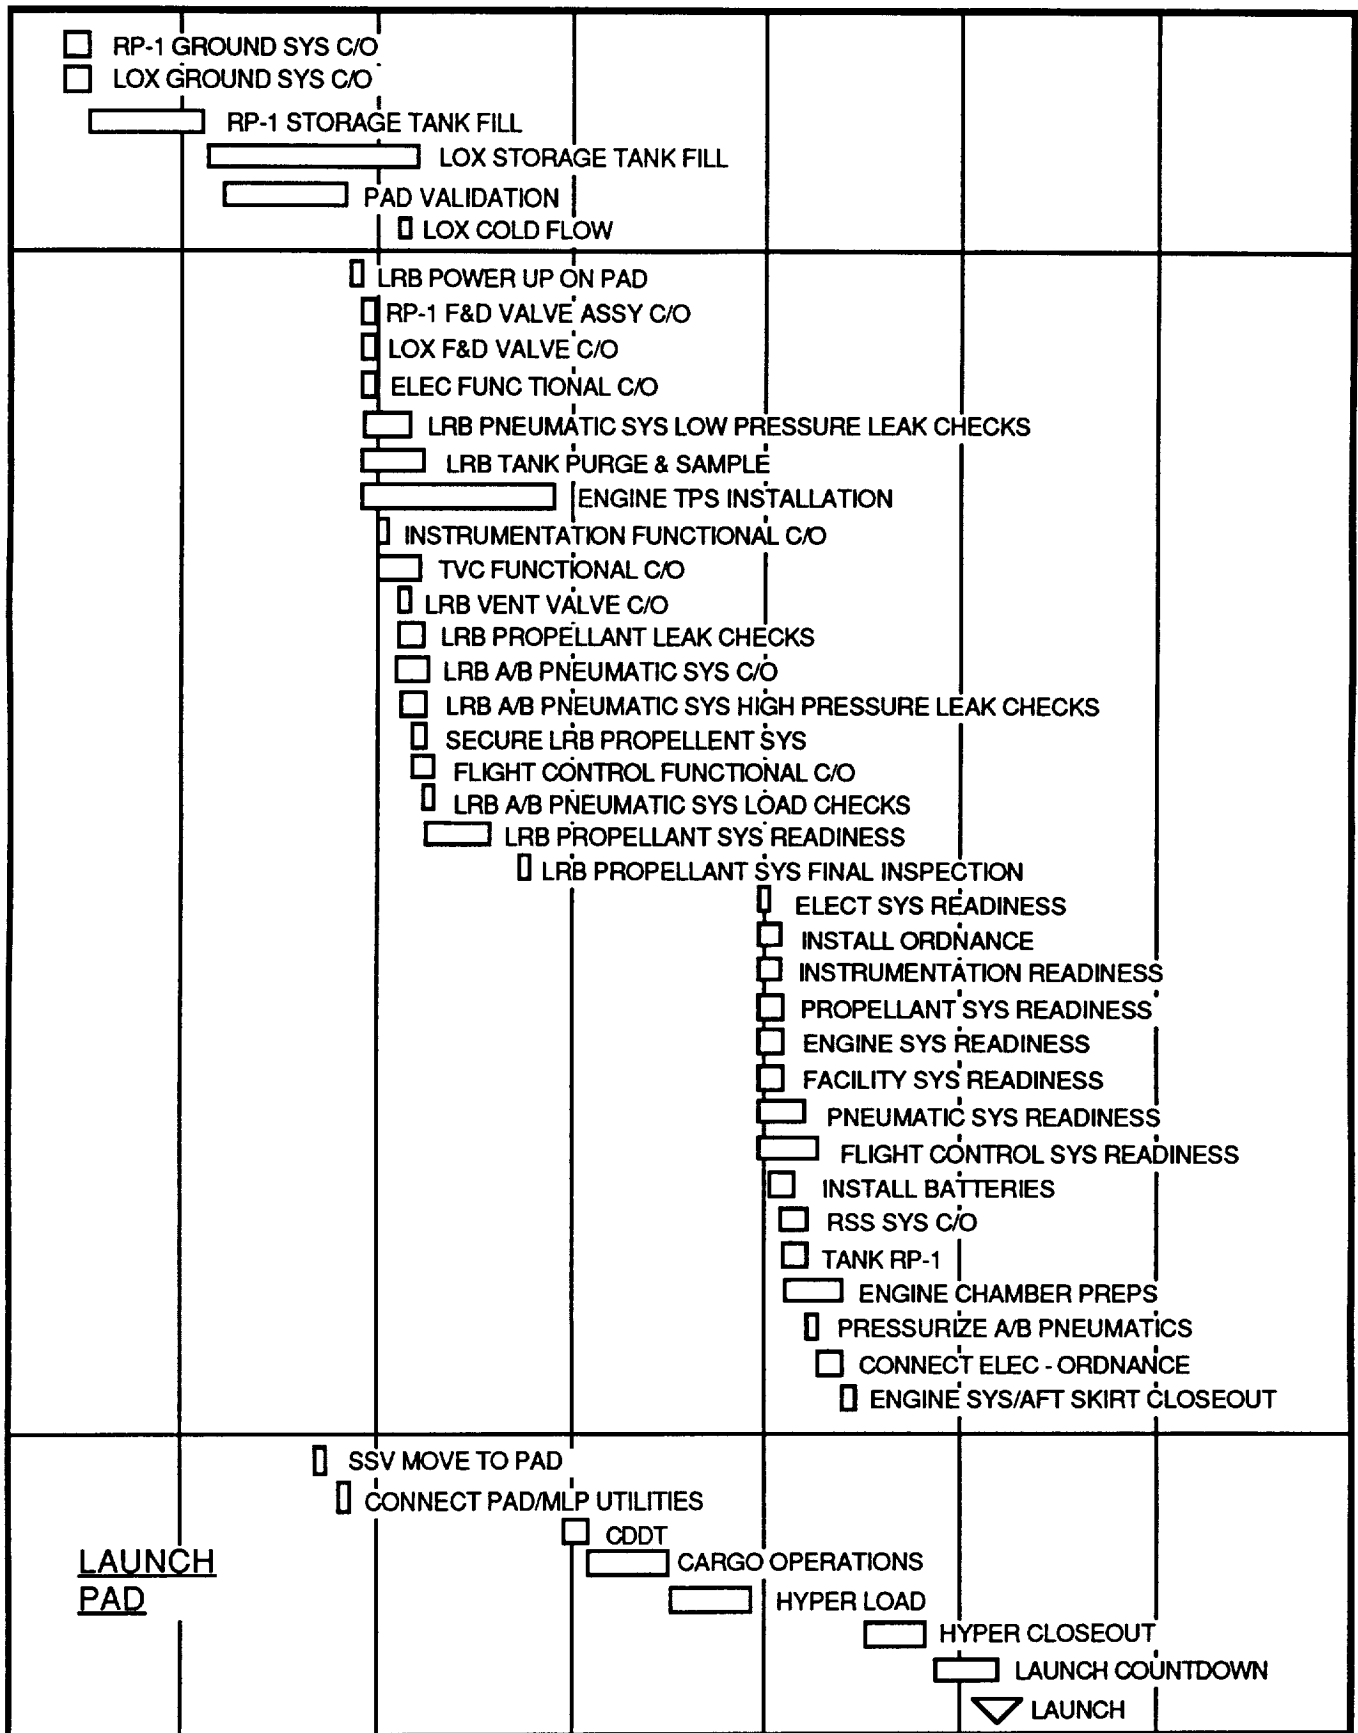 RP-1 GROUND SYS C/O
LOX GROUND SYS C/O
RP-1 STORAGE TANK FILL
LOX STORAGE TANK FILL
PAD VALIDATION
LOX COLD FLOW
LRB POWER UP ON PAD
RP-1 F&D VALVE ASSY C/O
LOX F&D VALVE C/O
ELEC FUNC TIONAL C/O
LRB PNEUMATIC SYS LOW PRESSURE LEAK CHECKS
LRB TANK PURGE & SAMPLE
ENGINE TPS INSTALLATION
INSTRUMENTATION FUNCTIONAL C/O
TVC FUNCTIONAL C/O
LRB VENT VALVE C/O
LRB PROPELLANT LEAK CHECKS
LRB A/B PNEUMATIC SYS C/O
LRB A/B PNEUMATIC SYS HIGH PRESSURE LEAK CHECKS
SECURE LRB PROPELLENT SYS
FLIGHT CONTROL FUNCTIONAL C/O
LRB A/B PNEUMATIC SYS LOAD CHECKS
LRB PROPELLANT SYS READINESS
LRB PROPELLANT SYS FINAL INSPECTION
ELECT SYS READINESS
INSTALL ORDNANCE
INSTRUMENTATION READINESS
PROPELLANT SYS READINESS
ENGINE SYS READINESS
FACILITY SYS READINESS
PNEUMATIC SYS READINESS
FLIGHT CONTROL SYS READINESS
INSTALL BATTERIES
RSS SYS C/O
TANK RP-1
ENGINE CHAMBER PREPS
PRESSURIZE A/B PNEUMATICS
CONNECT ELEC - ORDNANCE
ENGINE SYS/AFT SKIRT CLOSEOUT
SSV MOVE TO PAD
CONNECT PAD/MLP UTILITIES
CDDT
LAUNCH
PAD
CARGO OPERATIONS
HYPER LOAD
HYPER CLOSEOUT
LAUNCH COUNTDOWN
LAUNCH